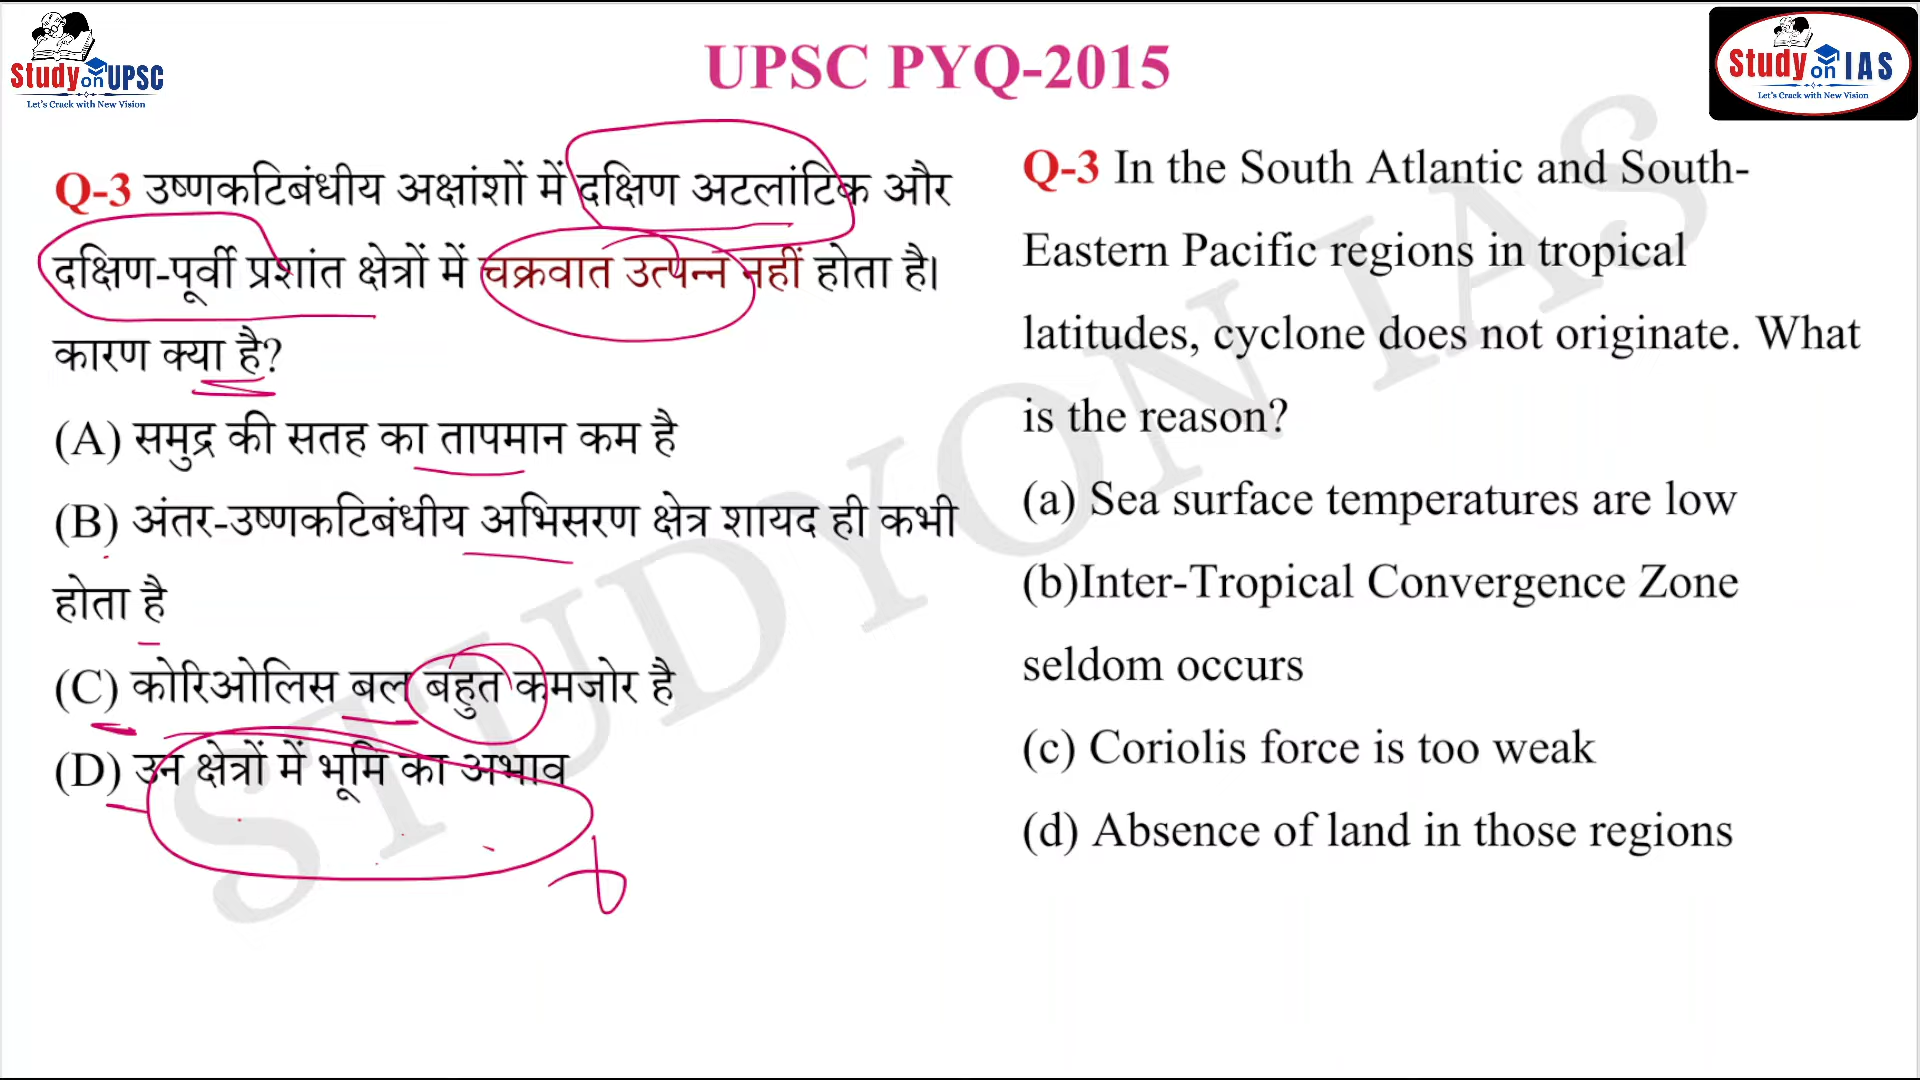 Study on UPSC
Let's Crack with New Vision
UPSC PYQ-2015
Study on IAS
Let's Crack with New Vision
Q-3 उष्णकटिबंधीय अक्षांशों में दक्षिण अटलांटिक और
दक्षिण-पूर्वी प्रशांत क्षेत्रों में चक्रवात उत्पन्न नहीं होता है।
कारण क्या है?
(A) समुद्र की सतह का तापमान कम है
(B) अंतर-उष्णकटिबंधीय अभिसरण क्षेत्र शायद ही कभी
होता है
(C) कोरिओलिस बल बहुत कमजोर है
(D) उन क्षेत्रों में भूमि का अभाव
Q-3 In the South Atlantic and South-
Eastern Pacific regions in tropical
latitudes, cyclone does not originate. What
is the reason?
(a) Sea surface temperatures are low
(b)Inter-Tropical Convergence Zone
seldom occurs
(c) Coriolis force is too weak
(d) Absence of land in those regions
STUDYON IAS